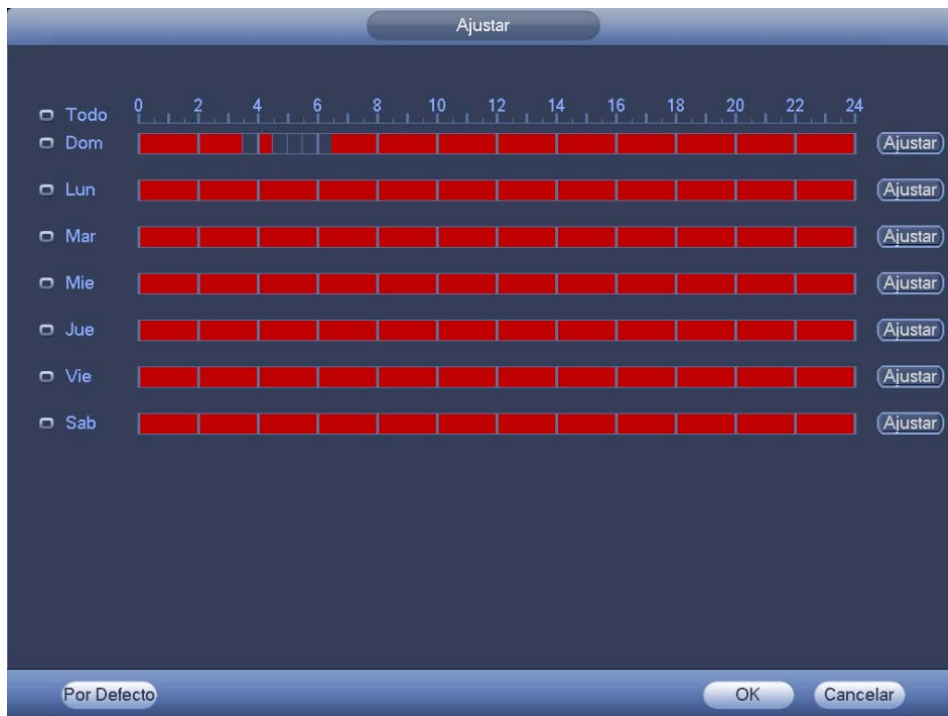 Ajustar
0 2 4 6 8 10 12 14 16 18 20 22 24
Todo
Dom Ajustar
Lun Ajustar
Mar Ajustar
Mie Ajustar
Jue Ajustar
Vie Ajustar
Sab Ajustar
Por Defecto OK Cancelar